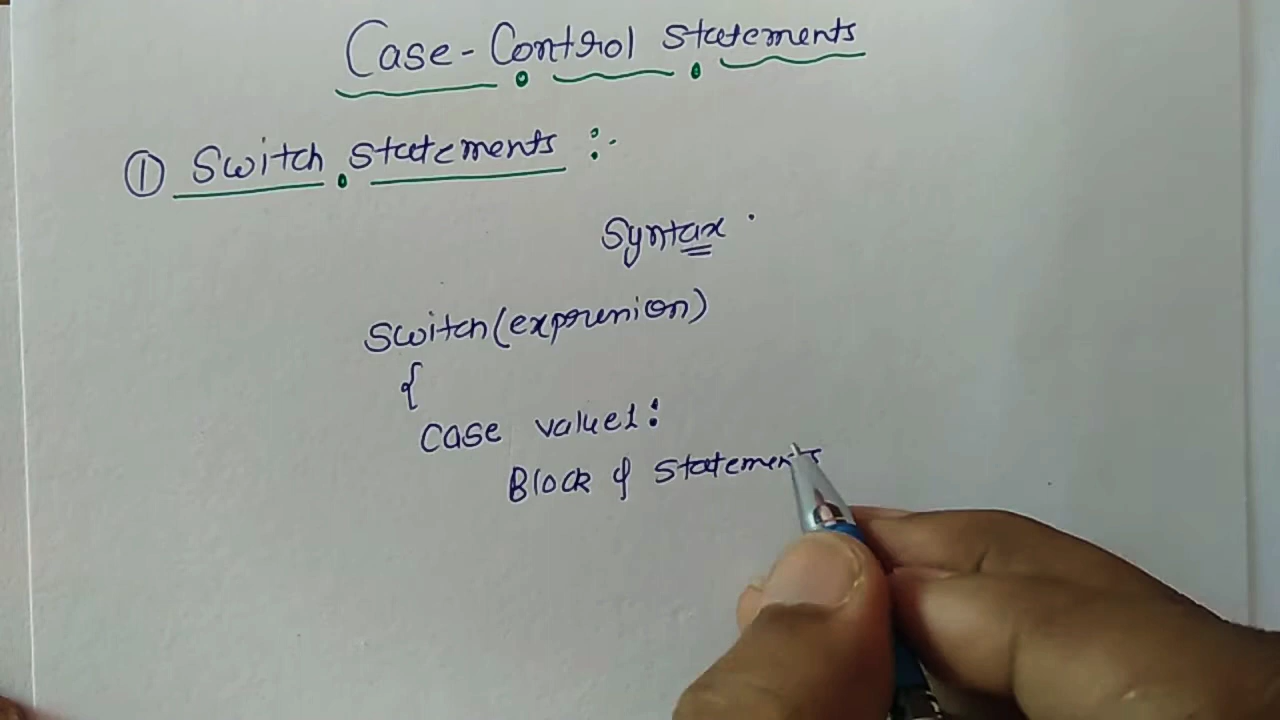 Case-Control Statements
① Switch Statements :-
Syntax
Switch(expression)
{
Case value1:
Block of Statements